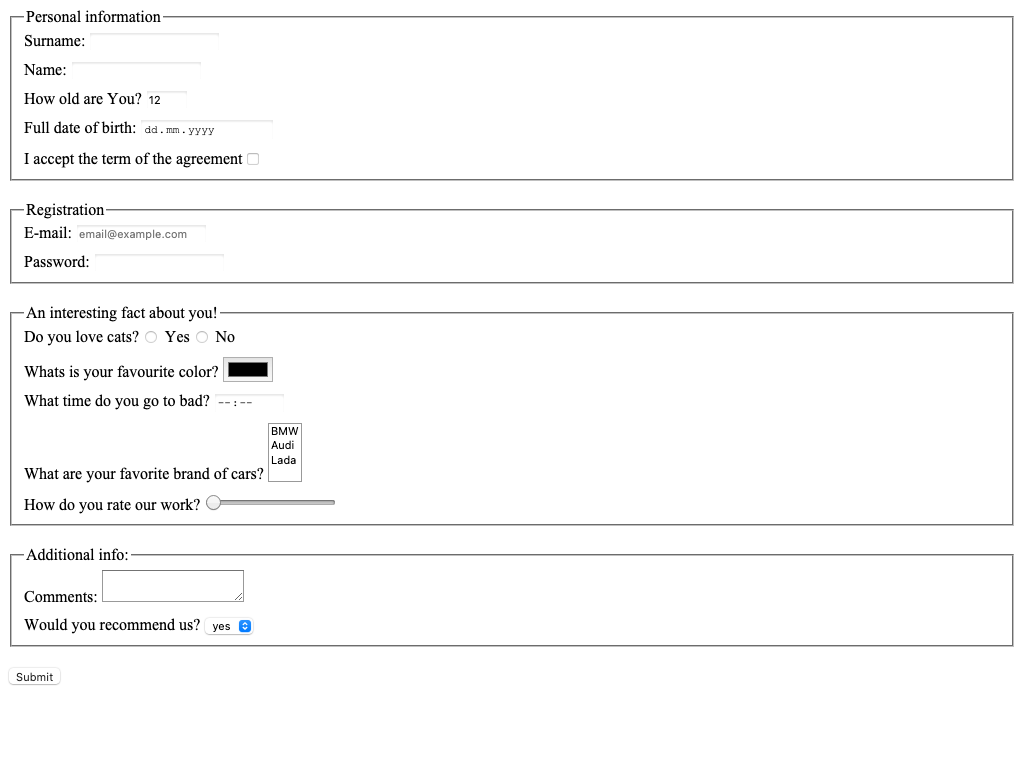 Personal information
Surname:
Name:
How old are You? 12
Full date of birth: dd.mm.yyyy
I accept the term of the agreement
Registration
E-mail: email@example.com
Password:
An interesting fact about you!
Do you love cats? Yes No
Whats is your favourite color?
What time do you go to bad? --:--
BMW
Audi
Lada
What are your favorite brand of cars?
How do you rate our work?
Additional info:
Comments:
Would you recommend us? yes
Submit